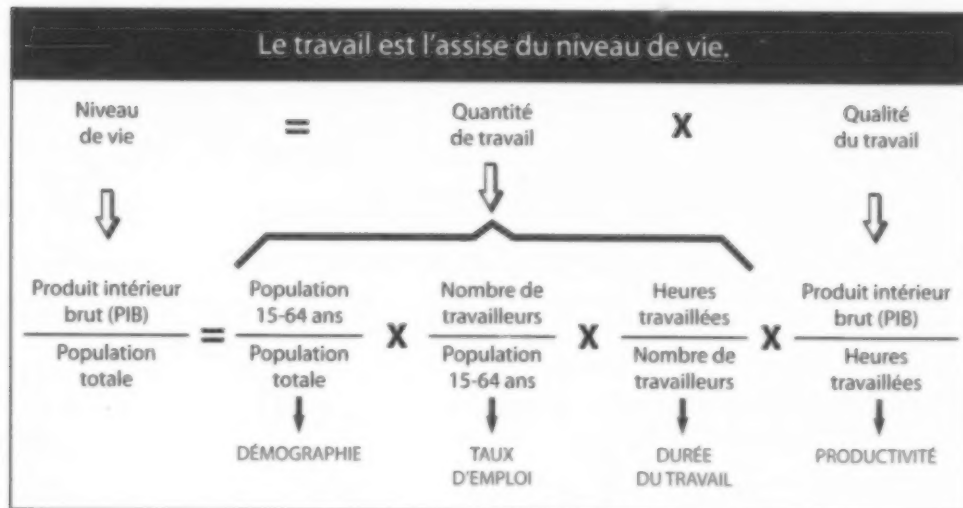 Le travail est l'assise du niveau de vie.
Niveau
de vie
=
Quantité
de travail
X
Qualité
du travail
Produit intérieur
brut (PIB)
Population
totale
=
Population
15-64 ans
Population
totale
X
Nombre de
travailleurs
Population
15-64 ans
X
Heures
travaillées
Nombre de
travailleurs
X
Produit intérieur
brut (PIB)
Heures
travaillées
DÉMOGRAPHIE
TAUX
D'EMPLOI
DURÉE
DU TRAVAIL
PRODUCTIVITÉ